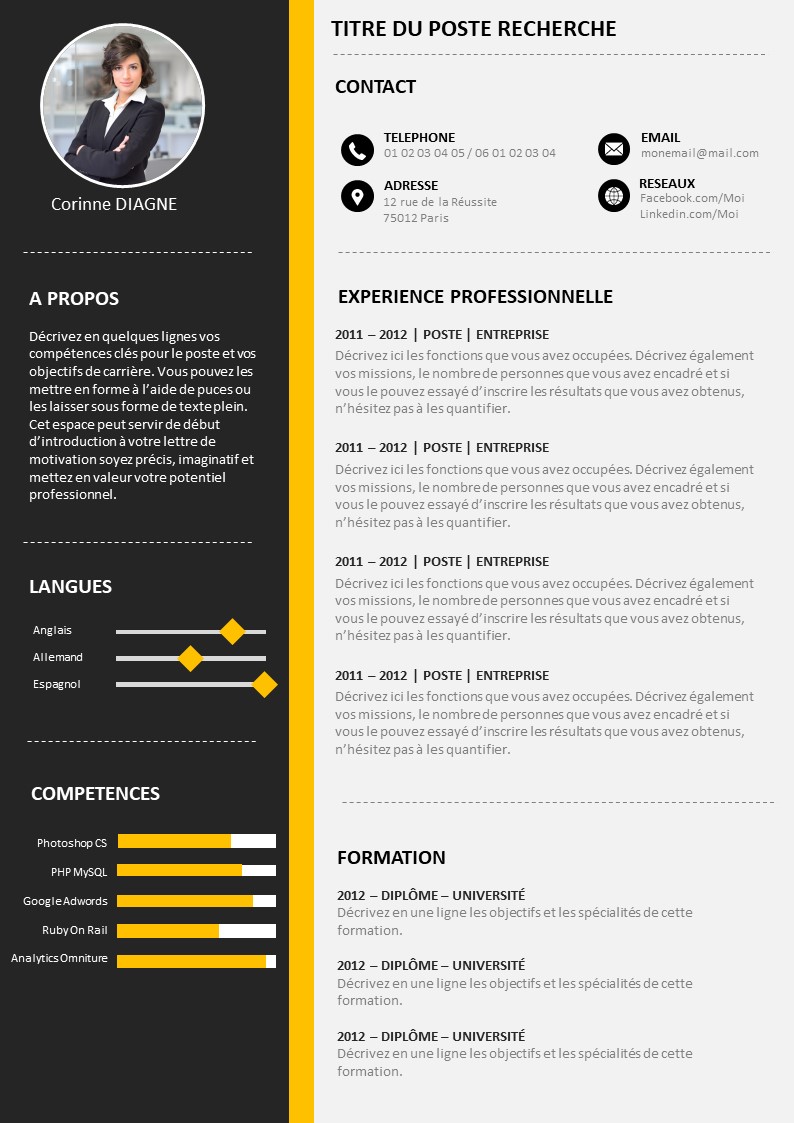 Corinne DIAGNE
A PROPOS
Décrivez en quelques lignes vos
compétences clés pour le poste et vos
objectifs de carrière. Vous pouvez les
mettre en forme à l’aide de puces ou
les laisser sous forme de texte plein.
Cet espace peut servir de début
d’introduction à votre lettre de
motivation soyez précis, imaginatif et
mettez en valeur votre potentiel
professionnel.
LANGUES
Anglais
Allemand
Espagnol
COMPETENCES
Photoshop CS
PHP MySQL
Google Adwords
Ruby On Rail
Analytics Omniture
TITRE DU POSTE RECHERCHE
CONTACT
TELEPHONE
01 02 03 04 05 / 06 01 02 03 04
EMAIL
monemail@mail.com
ADRESSE
12 rue de la Réussite
75012 Paris
RESEAUX
Facebook.com/Moi
Linkedin.com/Moi
EXPERIENCE PROFESSIONNELLE
2011 – 2012 | POSTE | ENTREPRISE
Décrivez ici les fonctions que vous avez occupées. Décrivez également
vos missions, le nombre de personnes que vous avez encadré et si
vous le pouvez essayé d’inscrire les résultats que vous avez obtenus,
n’hésitez pas à les quantifier.
2011 – 2012 | POSTE | ENTREPRISE
Décrivez ici les fonctions que vous avez occupées. Décrivez également
vos missions, le nombre de personnes que vous avez encadré et si
vous le pouvez essayé d’inscrire les résultats que vous avez obtenus,
n’hésitez pas à les quantifier.
2011 – 2012 | POSTE | ENTREPRISE
Décrivez ici les fonctions que vous avez occupées. Décrivez également
vos missions, le nombre de personnes que vous avez encadré et si
vous le pouvez essayé d’inscrire les résultats que vous avez obtenus,
n’hésitez pas à les quantifier.
2011 – 2012 | POSTE | ENTREPRISE
Décrivez ici les fonctions que vous avez occupées. Décrivez également
vos missions, le nombre de personnes que vous avez encadré et si
vous le pouvez essayé d’inscrire les résultats que vous avez obtenus,
n’hésitez pas à les quantifier.
FORMATION
2012 – DIPLÔME – UNIVERSITÉ
Décrivez en une ligne les objectifs et les spécialités de cette
formation.
2012 – DIPLÔME – UNIVERSITÉ
Décrivez en une ligne les objectifs et les spécialités de cette
formation.
2012 – DIPLÔME – UNIVERSITÉ
Décrivez en une ligne les objectifs et les spécialités de cette
formation.